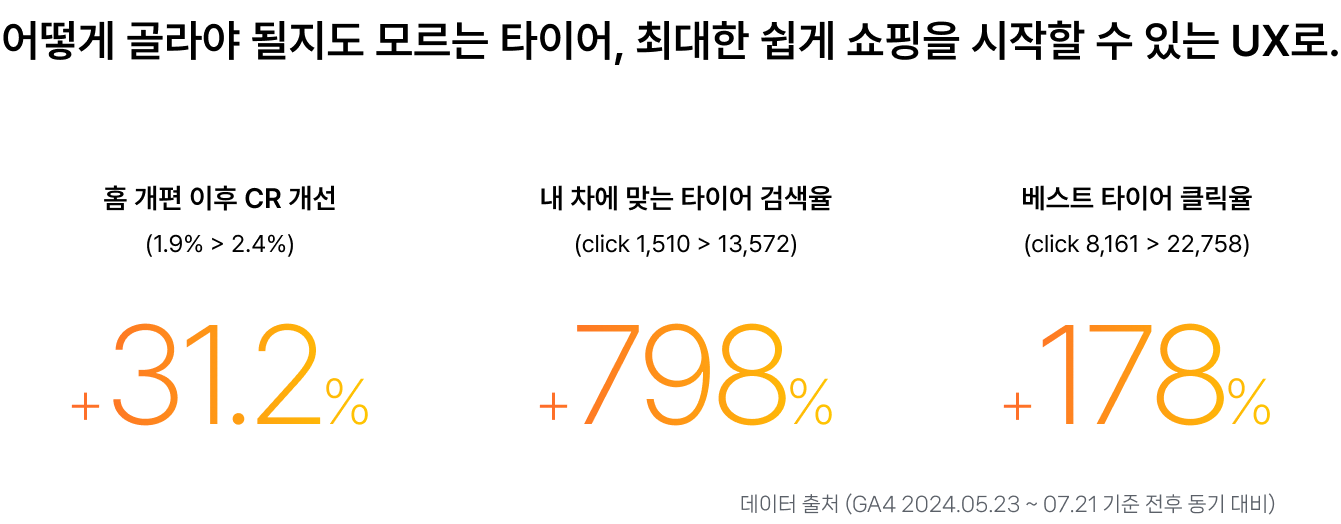 어떻게 골라야 될지도 모르는 타이어, 최대한 쉽게 쇼핑을 시작할 수 있는 UX로.
홈 개편 이후 CR 개선
(1.9% > 2.4%)
+31.2%
내 차에 맞는 타이어 검색율
(click 1,510 > 13,572)
+798%
베스트 타이어 클릭율
(click 8,161 > 22,758)
+178%
데이터 출처 (GA4 2024.05.23 ~ 07.21 기준 전후 동기 대비)